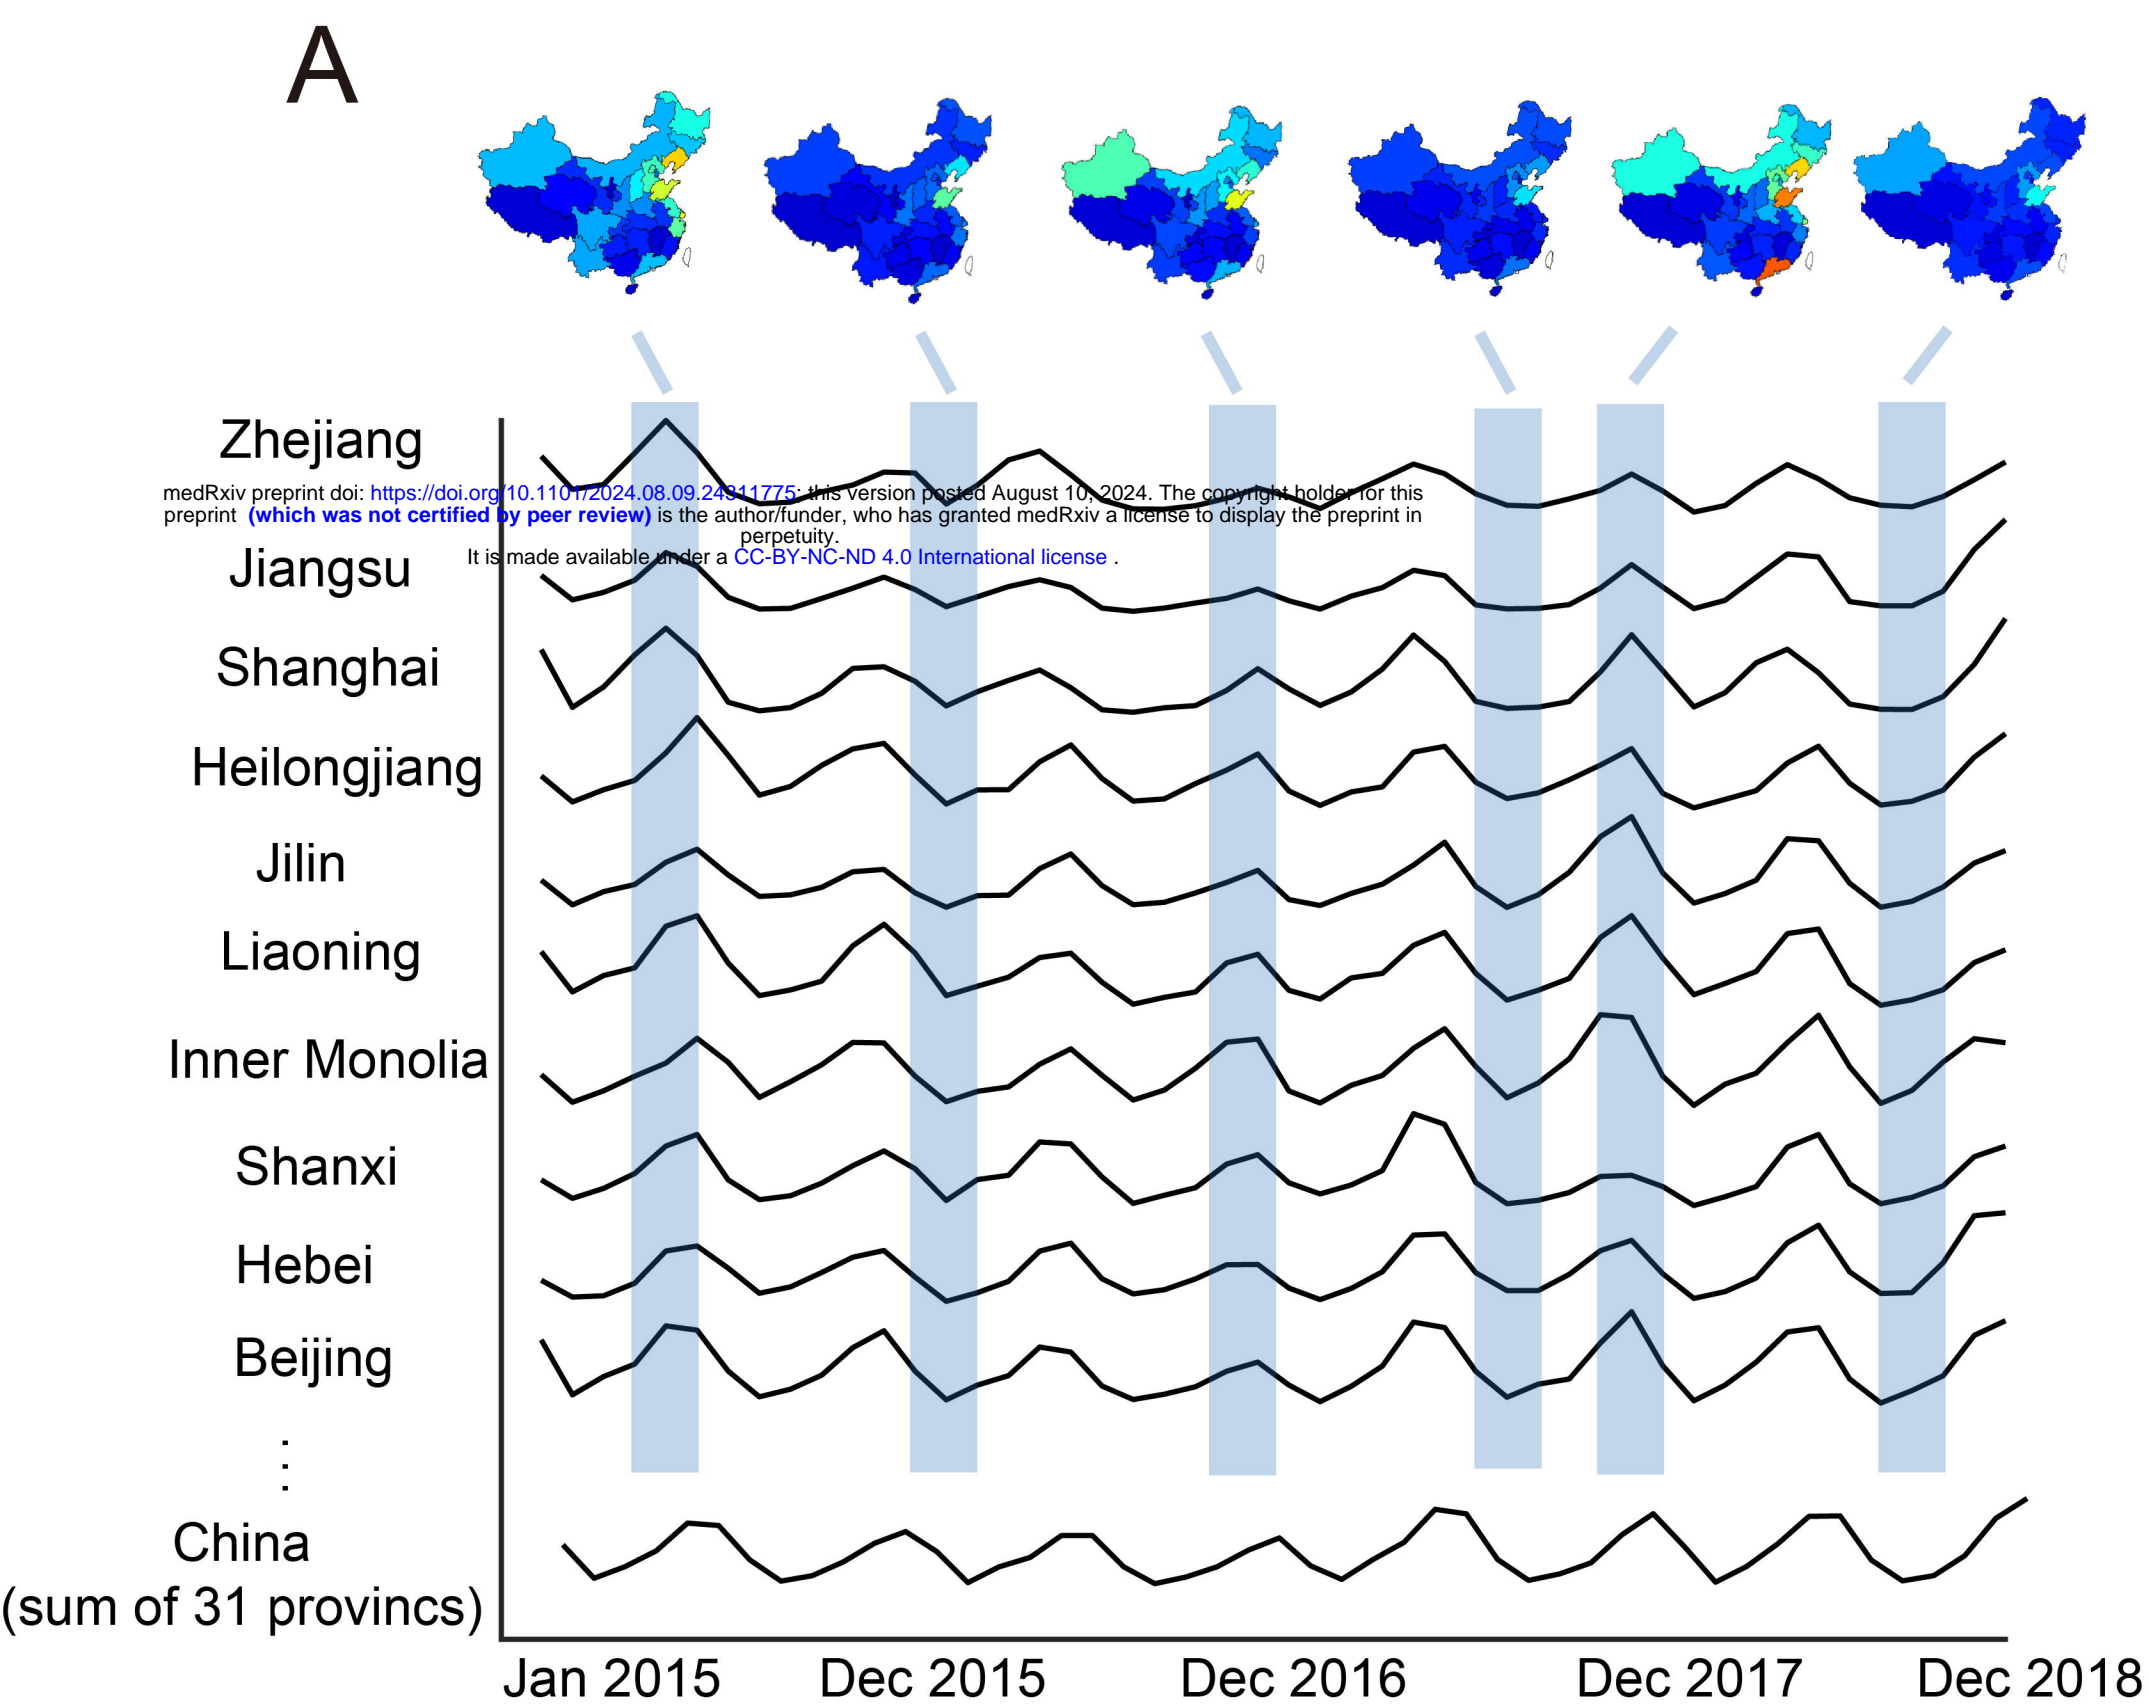 A
Zhejiang
medRxiv preprint doi: https://doi.org/10.1101/2024.08.09.24311775; this version posted August 10, 2024. The copyright holder for this
preprint (which was not certified by peer review) is the author/funder, who has granted medRxiv a license to display the preprint in
perpetuity.
It is made available under a CC-BY-NC-ND 4.0 International license .
Jiangsu
Shanghai
Heilongjiang
Jilin
Liaoning
Inner Monolia
Shanxi
Hebei
Beijing
⋮
China
(sum of 31 provincs)
Jan 2015 Dec 2015 Dec 2016 Dec 2017 Dec 2018